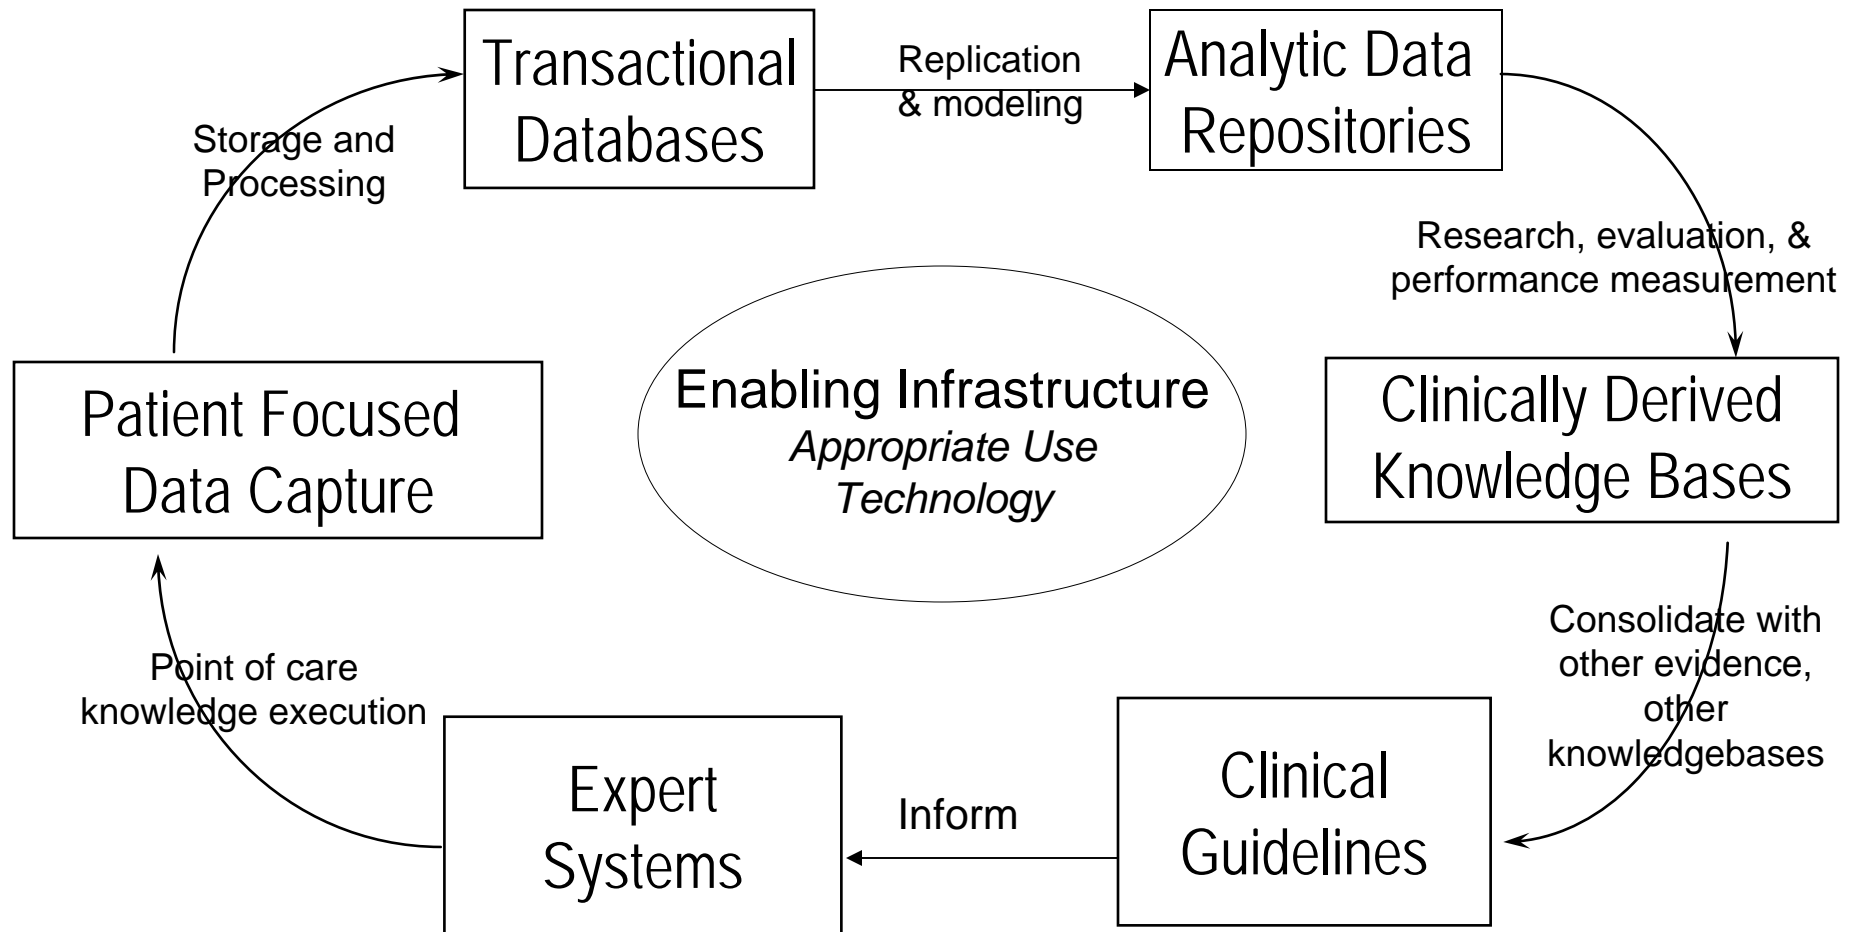 Transactional
Databases
Replication
& modeling
Analytic Data
Repositories
Storage and
Processing
Research, evaluation, &
performance measurement
Patient Focused
Data Capture
Enabling Infrastructure
Appropriate Use
Technology
Clinically Derived
Knowledge Bases
Point of care
knowledge execution
Consolidate with
other evidence,
other
knowledgebases
Expert
Systems
Inform
Clinical
Guidelines